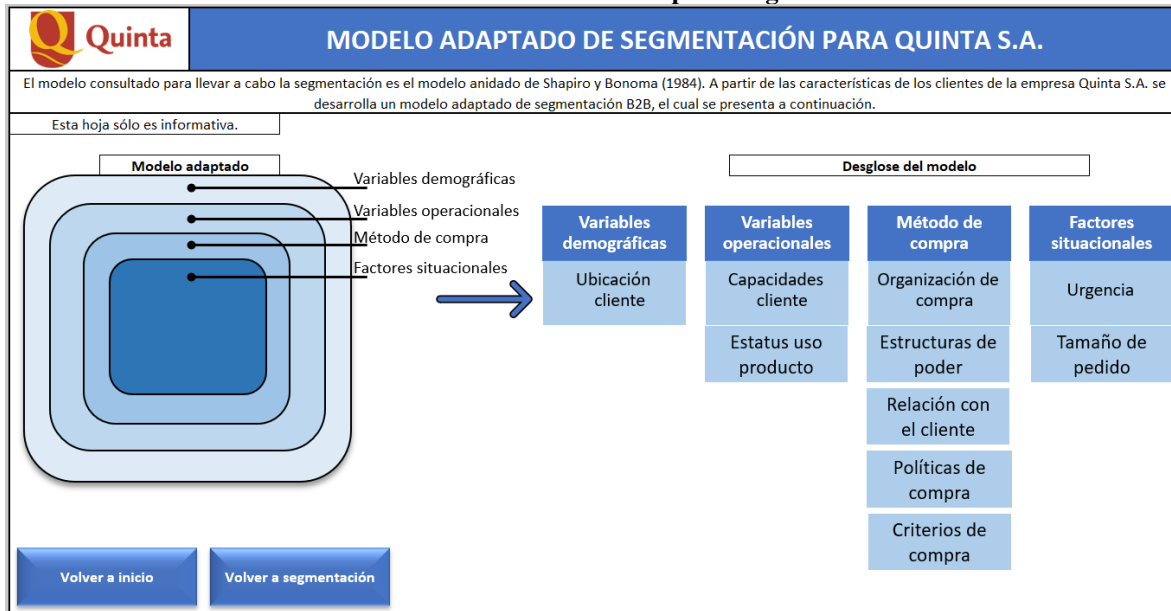 Quinta
MODELO ADAPTADO DE SEGMENTACIÓN PARA QUINTA S.A.
El modelo consultado para llevar a cabo la segmentación es el modelo anidado de Shapiro y Bonoma (1984). A partir de las características de los clientes de la empresa Quinta S.A. se
desarrolla un modelo adaptado de segmentación B2B, el cual se presenta a continuación.
Esta hoja sólo es informativa.
Modelo adaptado
Variables demográficas
Variables operacionales
Método de compra
Factores situacionales
Desglose del modelo
Variables
demográficas
Ubicación
cliente
Variables
operacionales
Capacidades
cliente
Estatus uso
producto
Método de
compra
Organización de
compra
Estructuras de
poder
Relación con
el cliente
Políticas de
compra
Criterios de
compra
Factores
situacionales
Urgencia
Tamaño de
pedido
Volver a inicio
Volver a segmentación